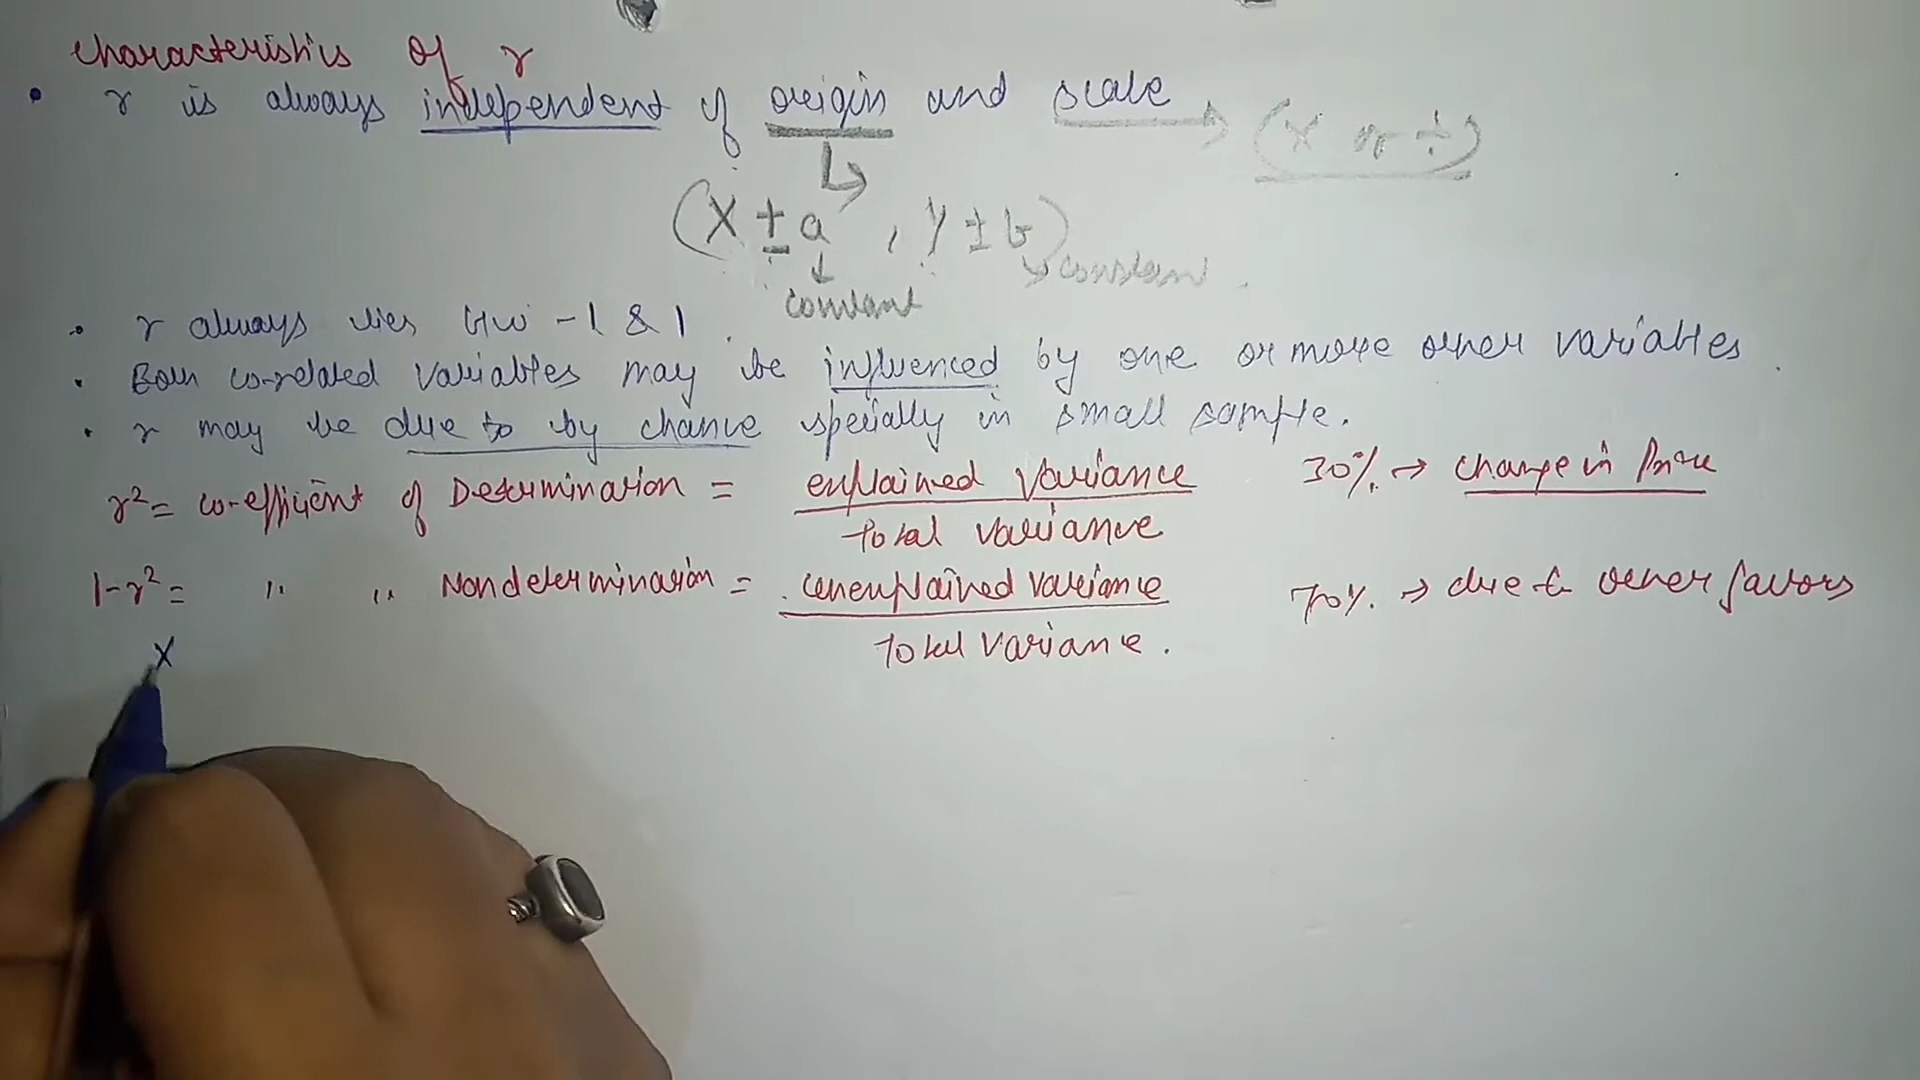 characteristics of r
• r is always independent of origin and scale → (x or ÷)
(X ± a , y ± b)
↓ constant
↘ constant
• r always lies b/w -1 & 1.
• Both co-related variables may be influenced by one or more other variables.
• r may be due to by chance specially in small sample.
r² = co-efficient of Determination = explained variance / total variance 30% → change in price
1-r² = " " Nondetermination = unexplained variance / total variance. 70% → due to other favors
X